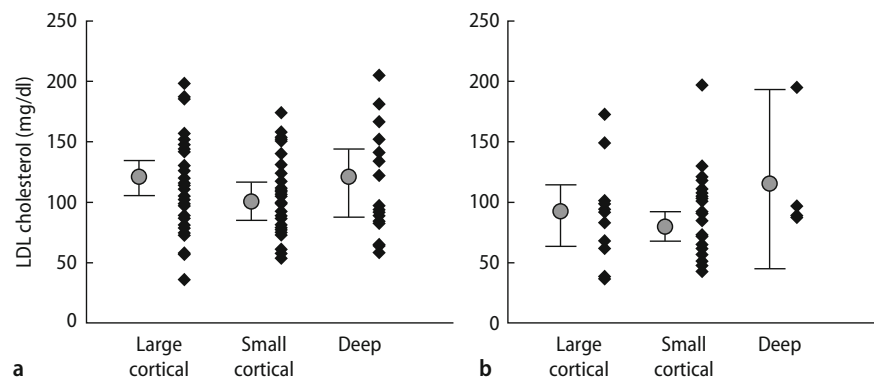 250
200
150
100
50
0
LDL cholesterol (mg/dl)
Large
cortical
Small
cortical
Deep
a
250
200
150
100
50
0
Large
cortical
Small
cortical
Deep
b